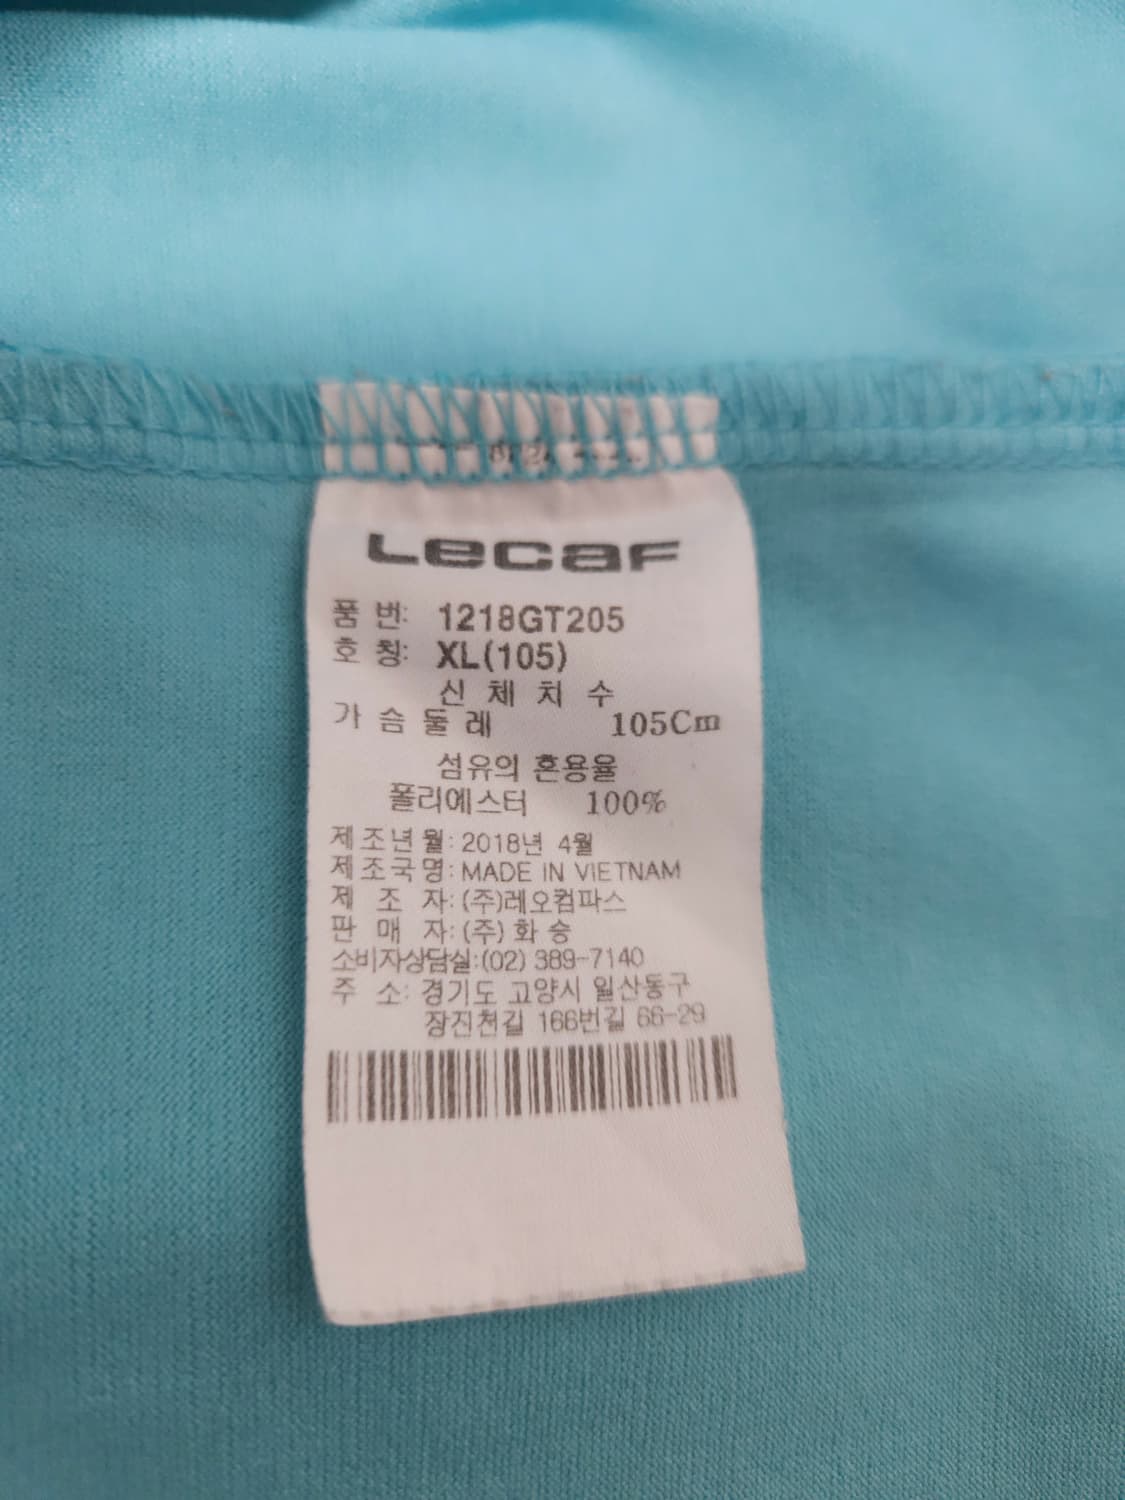 Lecaf
품 번: 1218GT205
호 칭: XL(105)
신 체 치 수
가 슴 둘 레 105Cm
섬유의 혼용율
폴리에스터 100%
제조년월: 2018년 4월
제조국명: MADE IN VIETNAM
제 조 자: (주)레오컴파스
판 매 자: (주) 화 승
소비자상담실:(02) 389-7140
주 소: 경기도 고양시 일산동구
장진천길 166번길 66-29